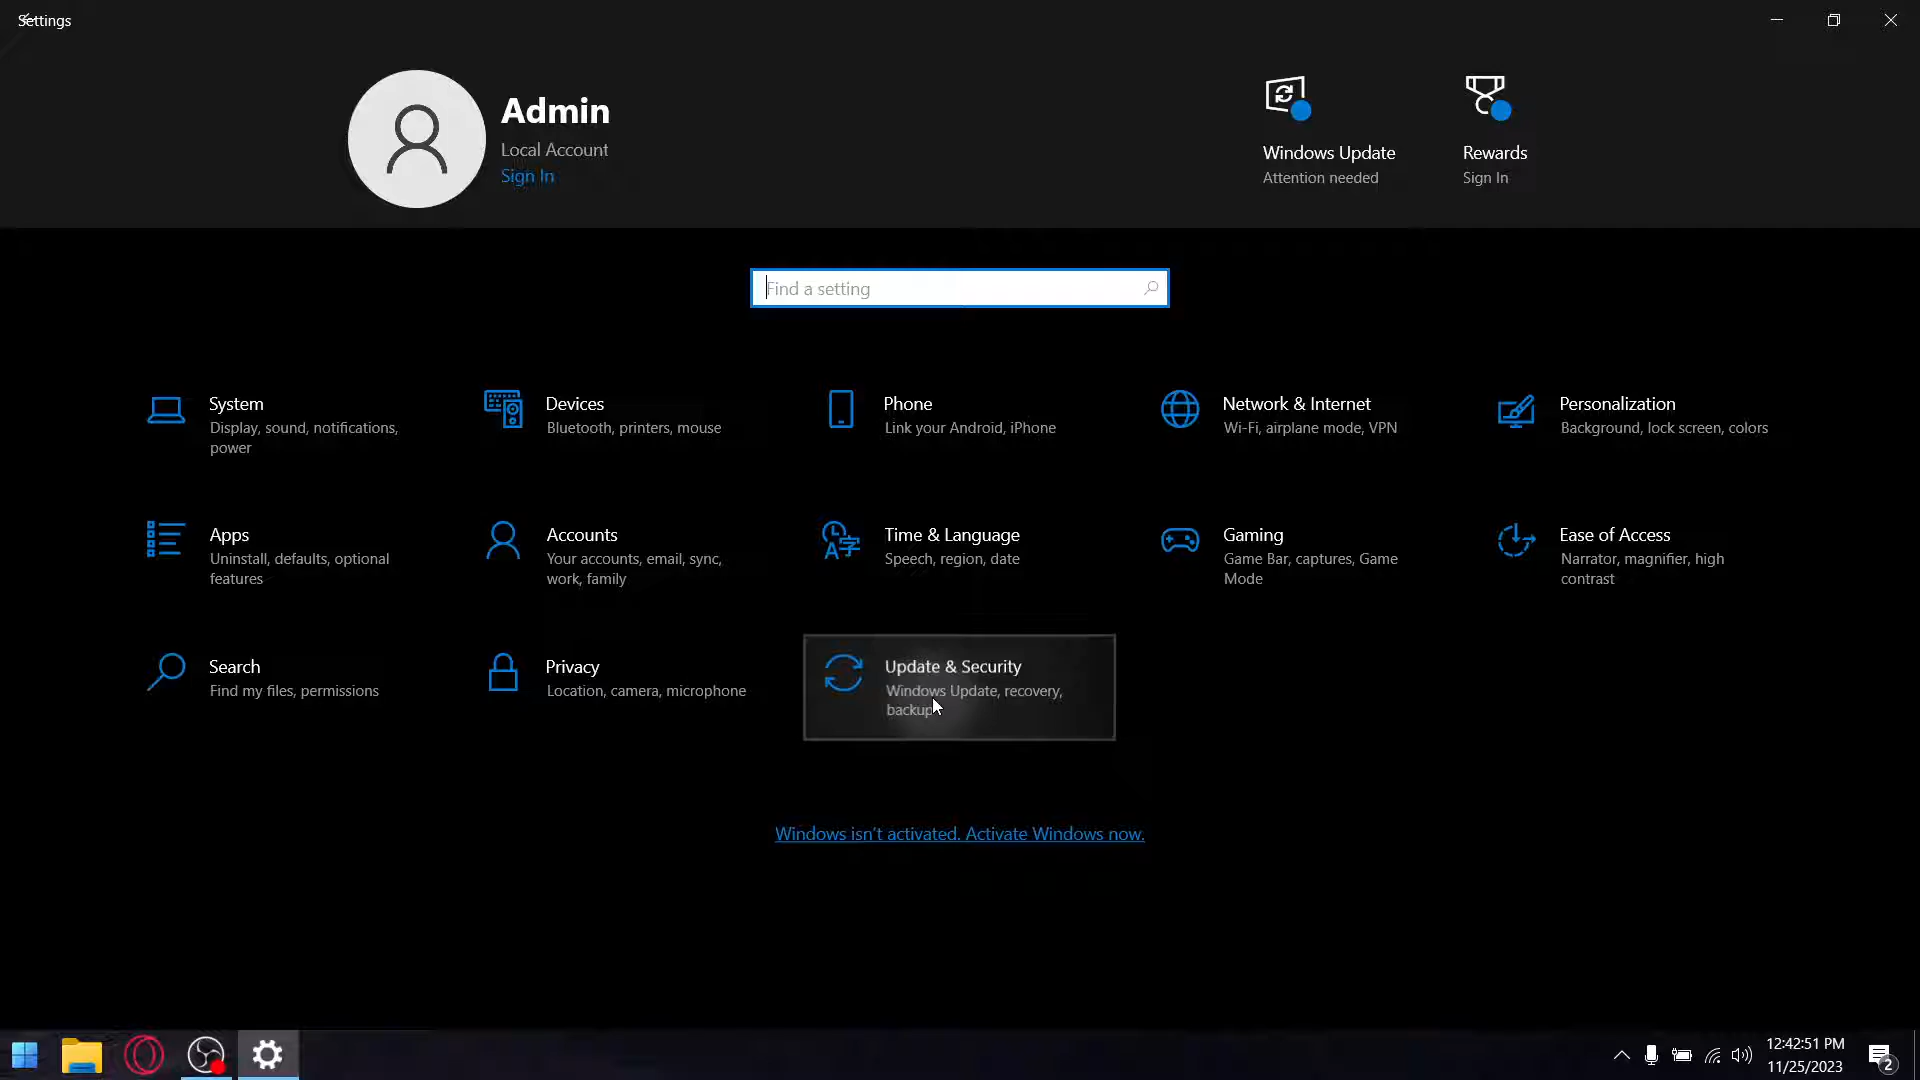 Settings
Admin
Local Account
Sign In
Windows Update
Attention needed
Rewards
Sign In
Find a setting
System
Display, sound, notifications,
power
Devices
Bluetooth, printers, mouse
Phone
Link your Android, iPhone
Network & Internet
Wi-Fi, airplane mode, VPN
Personalization
Background, lock screen, colors
Apps
Uninstall, defaults, optional
features
Accounts
Your accounts, email, sync,
work, family
Time & Language
Speech, region, date
Gaming
Game Bar, captures, Game
Mode
Ease of Access
Narrator, magnifier, high
contrast
Search
Find my files, permissions
Privacy
Location, camera, microphone
Update & Security
Windows Update, recovery,
backup
Windows isn't activated. Activate Windows now.
12:42:51 PM
11/25/2023
2